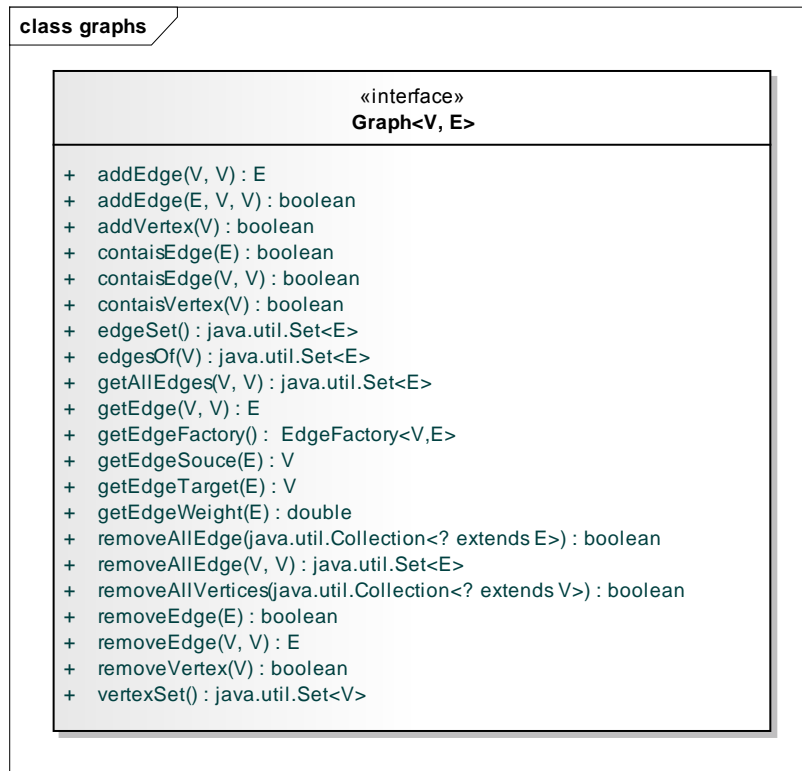 class graphs
«interface»
Graph<V, E>
+ addEdge(V, V) : E
+ addEdge(E, V, V) : boolean
+ addVertex(V) : boolean
+ contaisEdge(E) : boolean
+ contaisEdge(V, V) : boolean
+ contaisVertex(V) : boolean
+ edgeSet() : java.util.Set<E>
+ edgesOf(V) : java.util.Set<E>
+ getAllEdges(V, V) : java.util.Set<E>
+ getEdge(V, V) : E
+ getEdgeFactory() : EdgeFactory<V,E>
+ getEdgeSouce(E) : V
+ getEdgeTarget(E) : V
+ getEdgeWeight(E) : double
+ removeAllEdge(java.util.Collection<? extends E>) : boolean
+ removeAllEdge(V, V) : java.util.Set<E>
+ removeAllVertices(java.util.Collection<? extends V>) : boolean
+ removeEdge(E) : boolean
+ removeEdge(V, V) : E
+ removeVertex(V) : boolean
+ vertexSet() : java.util.Set<V>